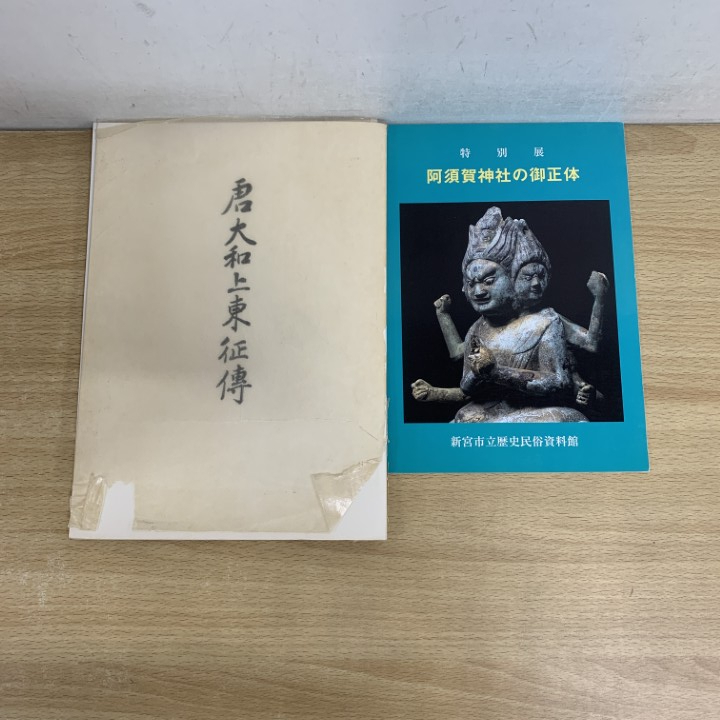 唐大和上東征傳
特別展
阿須賀神社の御正体
新宮市立歴史民俗資料館